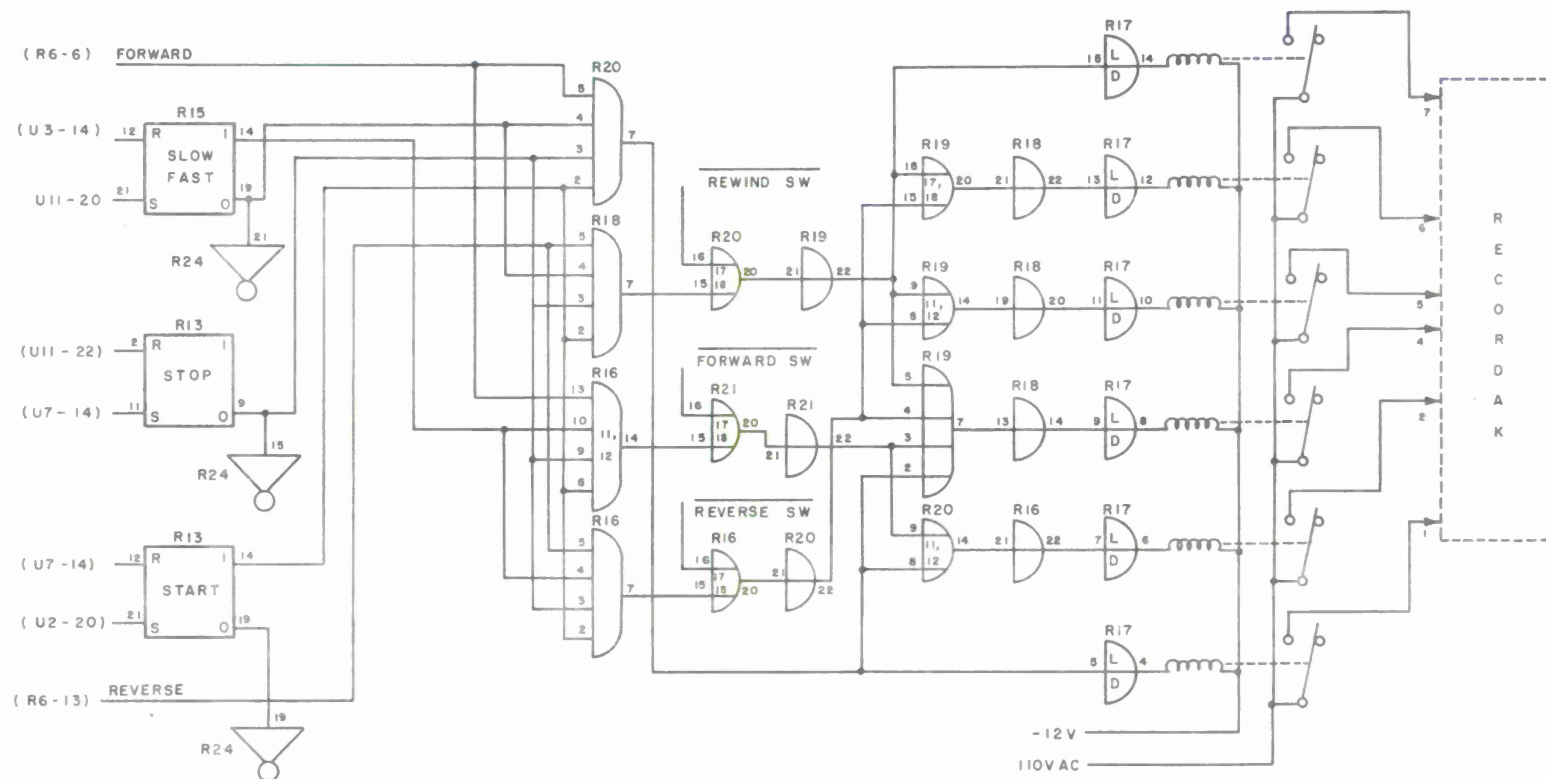 (R6-6) FORWARD
(U3-14) 12 R R15 1 14
SLOW
FAST
U11-20 21 S 0 19
21
R24
R13
(U11-22) 2 R 1
STOP
(U7-14) 11 S 0 9
15
R24
R13
(U7-14) 12 R 1 14
START
(U2-20) 21 S 0 19
(R6-13) REVERSE
19
R24
R20
5
4
3
2
7
R18
5
4
3
2
7
R16
13
10
11,
12
9
6
14
R16
5
4
3
2
7
REWIND SW
R20
16
17
18
15
20
R19
21 22
FORWARD SW
R21
16
17
18
15
20
R21
21 22
REVERSE SW
R16
16
17
18
15
20
R20
21
22
R17
15 L D 14
R19
16
17,
18
15
20
R18
21 22
R17
13 L D 12
R19
9
11,
12
8
14
R18
19 20
R17
11 L D 10
R19
5
4
3
2
7
R18
13 14
R17
9 L D 8
R20
9
11,
12
8
14
R16
21 22
R17
7 L D 6
R17
5 L D 4
-12V
110VAC
7
6
5
4
2
1
RECORDAK